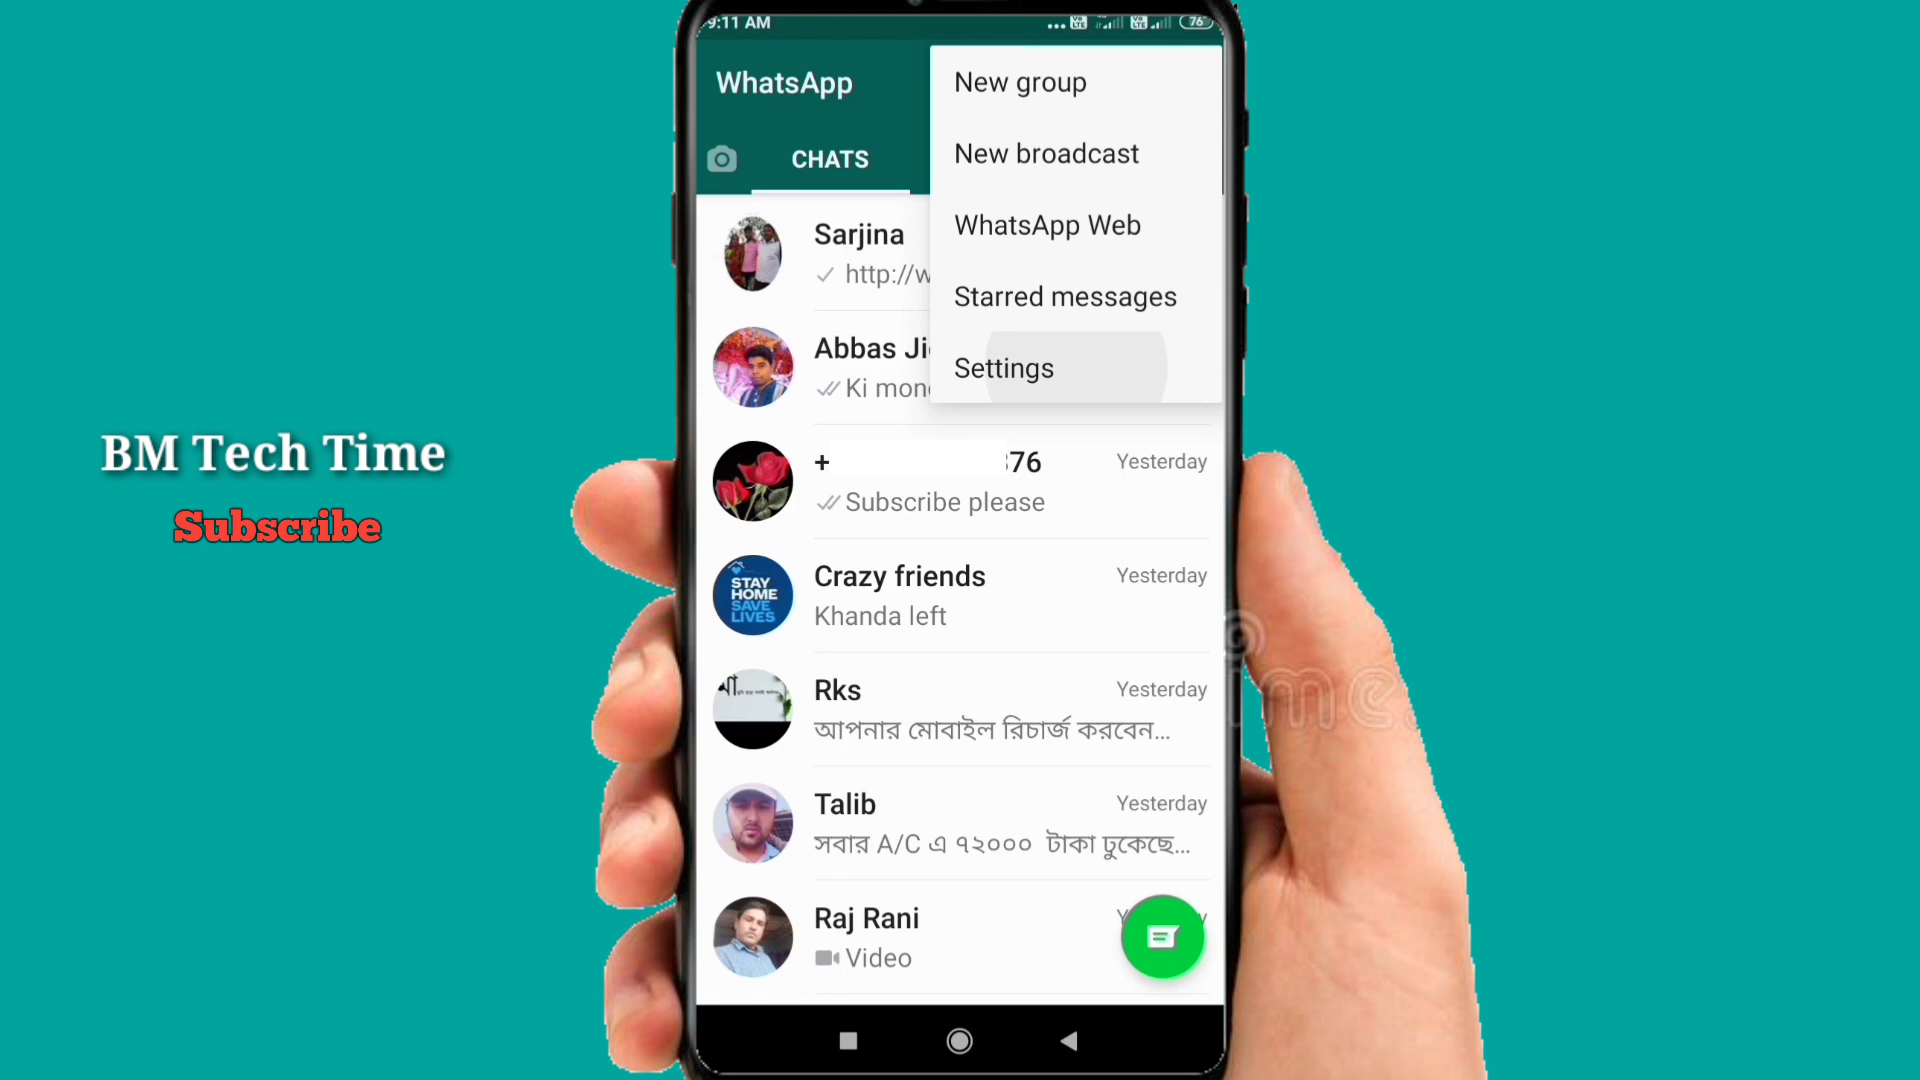 9:11 AM
76
WhatsApp
CHATS
New group
New broadcast
WhatsApp Web
Starred messages
Settings
Sarjina
http://w
Abbas Ji
Ki mon
+ 76
Yesterday
Subscribe please
Crazy friends
Yesterday
STAY
HOME
SAVE
LIVES
Khanda left
Rks
Yesterday
আপনার মোবাইল রিচার্জ করবেন...
Talib
Yesterday
সবার A/C এ ৭২০০০ টাকা ঢুকেছে...
Raj Rani
Video
BM Tech Time
Subscribe